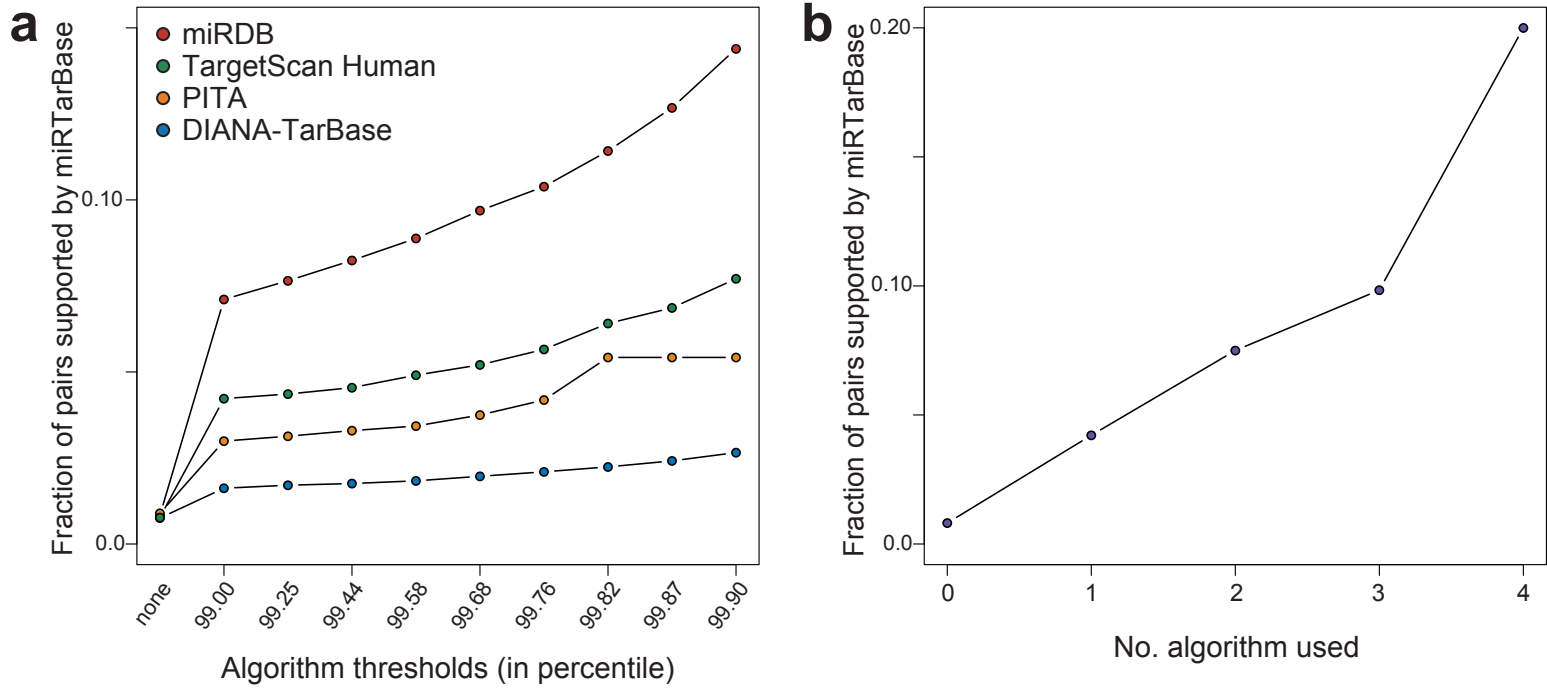 a
Fraction of pairs supported by miRTarBase
miRDB
TargetScan Human
PITA
DIANA-TarBase
0.10
0.0
none
99.00
99.25
99.44
99.58
99.68
99.76
99.82
99.87
99.90
Algorithm thresholds (in percentile)
b
Fraction of pairs supported by miRTarBase
0.20
0.10
0.0
0
1
2
3
4
No. algorithm used